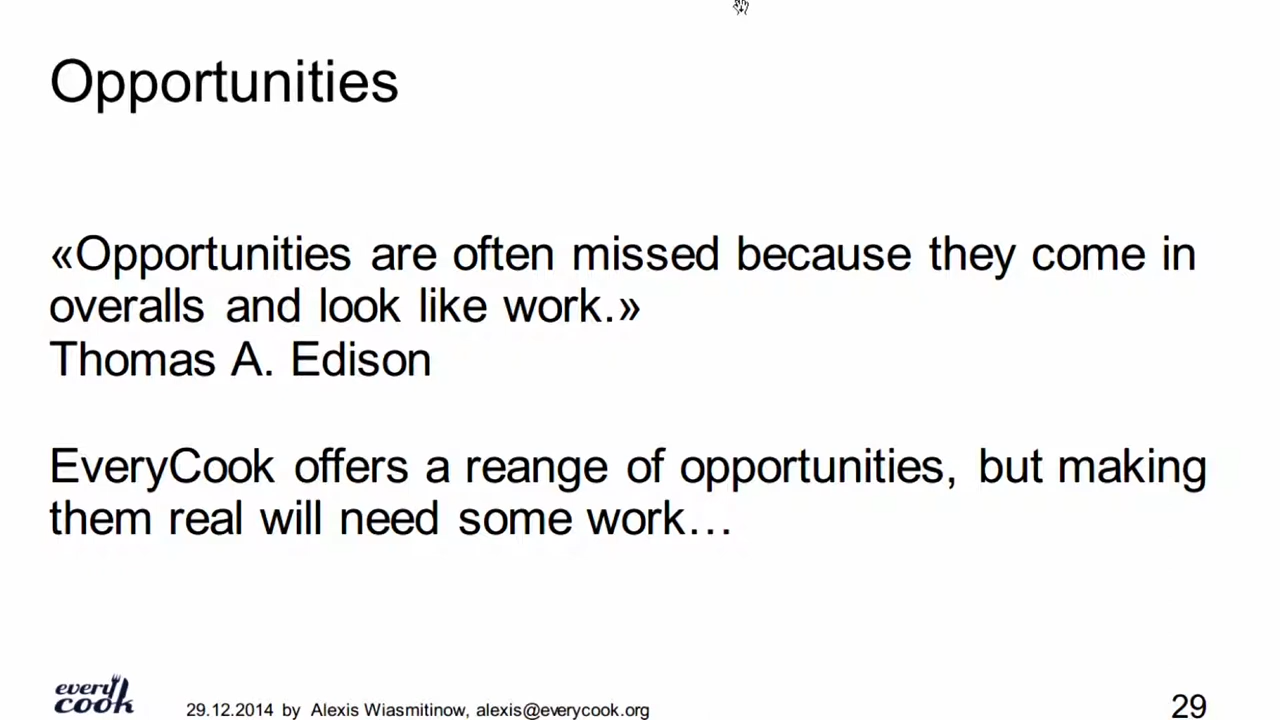 Opportunities
«Opportunities are often missed because they come in
overalls and look like work.»
Thomas A. Edison
EveryCook offers a reange of opportunities, but making
them real will need some work…
every
cook
29.12.2014 by Alexis Wiasmitinow, alexis@everycook.org
29